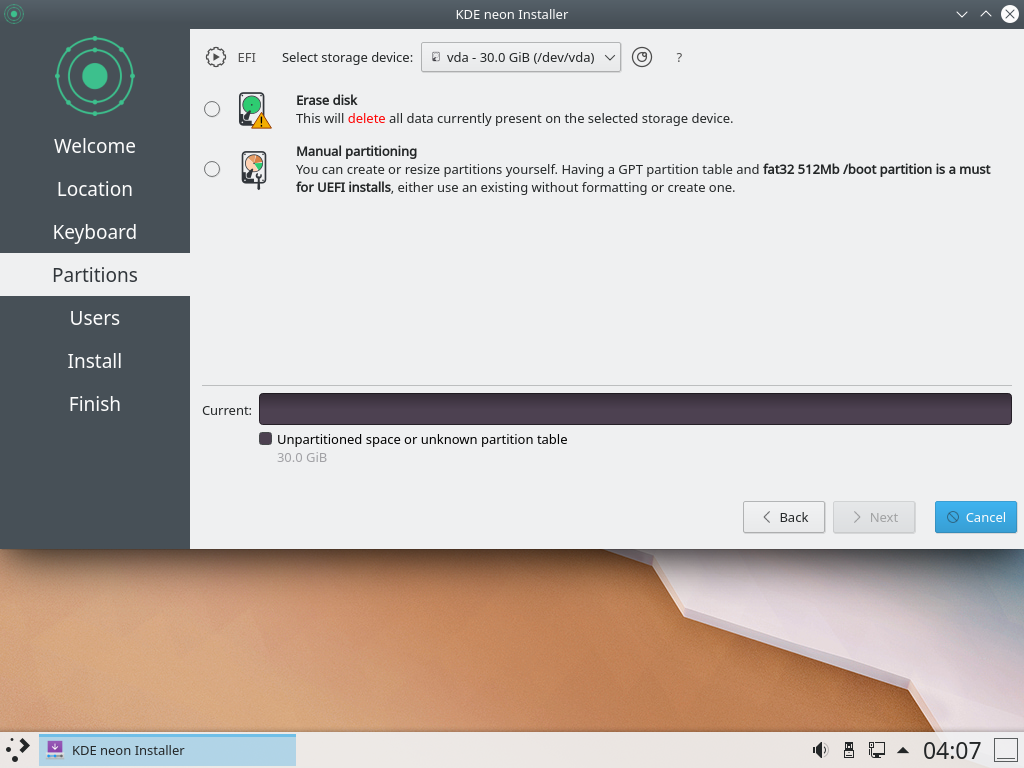 KDE neon Installer
EFI
Select storage device:
vda - 30.0 GiB (/dev/vda)
?
Welcome
Location
Keyboard
Partitions
Users
Install
Finish
Erase disk
This will delete all data currently present on the selected storage device.
Manual partitioning
You can create or resize partitions yourself. Having a GPT partition table and fat32 512Mb /boot partition is a must
for UEFI installs, either use an existing without formatting or create one.
Current:
Unpartitioned space or unknown partition table
30.0 GiB
Back
Next
Cancel
KDE neon Installer
04:07